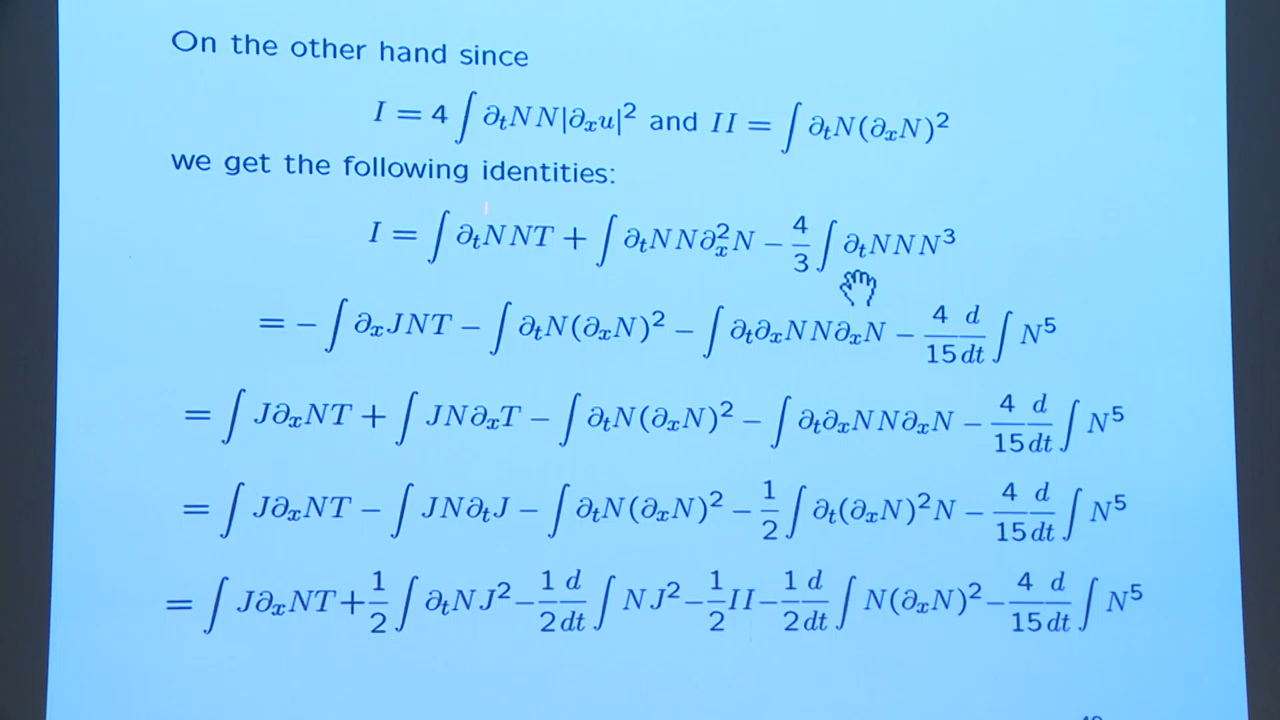 On the other hand since
I = 4 ∫ ∂ₜNN|∂ₓu|² and II = ∫ ∂ₜN(∂ₓN)²
we get the following identities:
I = ∫ ∂ₜNNT + ∫ ∂ₜNN∂ₓ²N − 4/3 ∫ ∂ₜNNN³
= − ∫ ∂ₓJNT − ∫ ∂ₜN(∂ₓN)² − ∫ ∂ₜ∂ₓNN∂ₓN − 4/15 d/dt ∫ N⁵
= ∫ J∂ₓNT + ∫ JN∂ₓT − ∫ ∂ₜN(∂ₓN)² − ∫ ∂ₜ∂ₓNN∂ₓN − 4/15 d/dt ∫ N⁵
= ∫ J∂ₓNT − ∫ JN∂ₜJ − ∫ ∂ₜN(∂ₓN)² − 1/2 ∫ ∂ₜ(∂ₓN)²N − 4/15 d/dt ∫ N⁵
= ∫ J∂ₓNT + 1/2 ∫ ∂ₜNJ² − 1/2 d/dt ∫ NJ² − 1/2 II − 1/2 d/dt ∫ N(∂ₓN)² − 4/15 d/dt ∫ N⁵